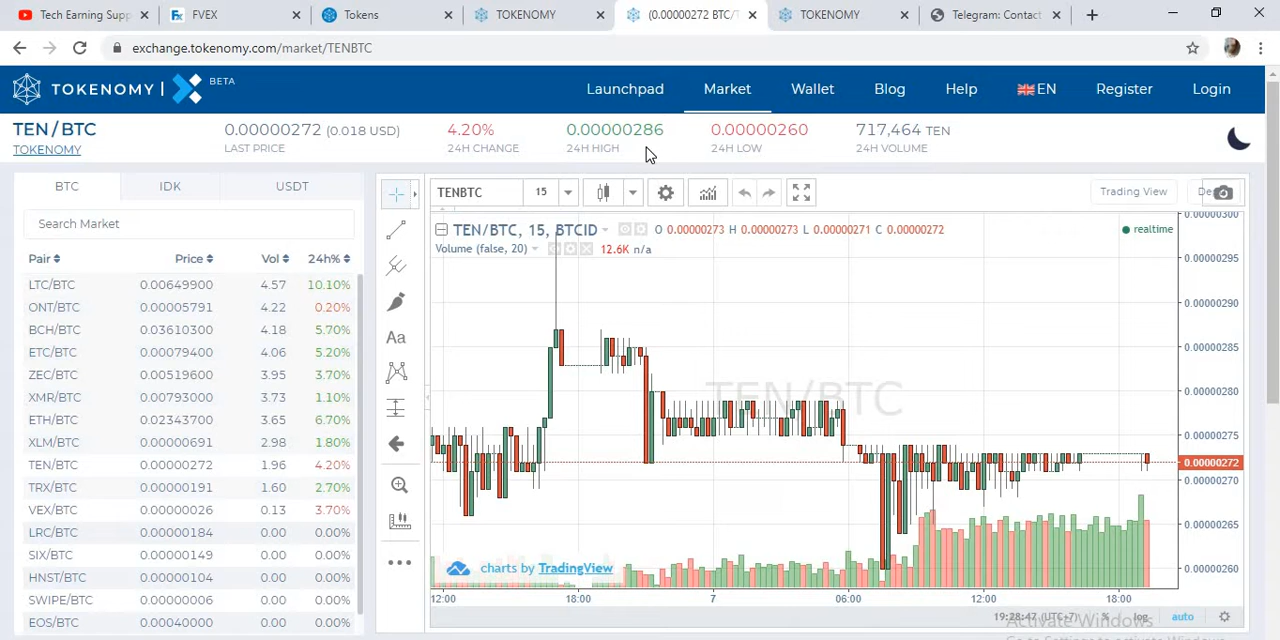 Tech Earning Supp
FVEX
Tokens
TOKENOMY
(0.00000272 BTC/T
TOKENOMY
Telegram: Contact
exchange.tokenomy.com/market/TENBTC
TOKENOMY | BETA
Launchpad Market Wallet Blog Help EN Register Login
TEN/BTC 0.00000272 (0.018 USD) 4.20% 0.00000286 0.00000260 717,464 TEN
TOKENOMY LAST PRICE 24H CHANGE 24H HIGH 24H LOW 24H VOLUME
BTC IDK USDT
Search Market
Pair Price Vol 24h%
LTC/BTC 0.00649900 4.57 10.10%
ONT/BTC 0.00005791 4.22 0.20%
BCH/BTC 0.03610300 4.18 5.70%
ETC/BTC 0.00079400 4.06 5.20%
ZEC/BTC 0.00519600 3.95 3.70%
XMR/BTC 0.00793000 3.73 1.10%
ETH/BTC 0.02343700 3.65 6.70%
XLM/BTC 0.00000691 2.98 1.80%
TEN/BTC 0.00000272 1.96 4.20%
TRX/BTC 0.00000191 1.60 2.70%
VEX/BTC 0.00000026 0.13 3.70%
LRC/BTC 0.00000184 0.00 0.00%
SIX/BTC 0.00000149 0.00 0.00%
HNST/BTC 0.00000104 0.00 0.00%
SWIPE/BTC 0.00000006 0.00 0.00%
EOS/BTC 0.00040000 0.00 0.00%
TENBTC 15 Trading View
Aa
TEN/BTC, 15, BTCID O 0.00000273 H 0.00000273 L 0.00000271 C 0.00000272 realtime
Volume (false, 20) 12.6K n/a
TEN/BTC
0.00000300
0.00000295
0.00000290
0.00000285
0.00000280
0.00000275
0.00000272
0.00000270
0.00000265
0.00000260
charts by TradingView
12:00 18:00 7 06:00 12:00 18:00
19:28:47 (UTC+7) % log auto
Activate Windows